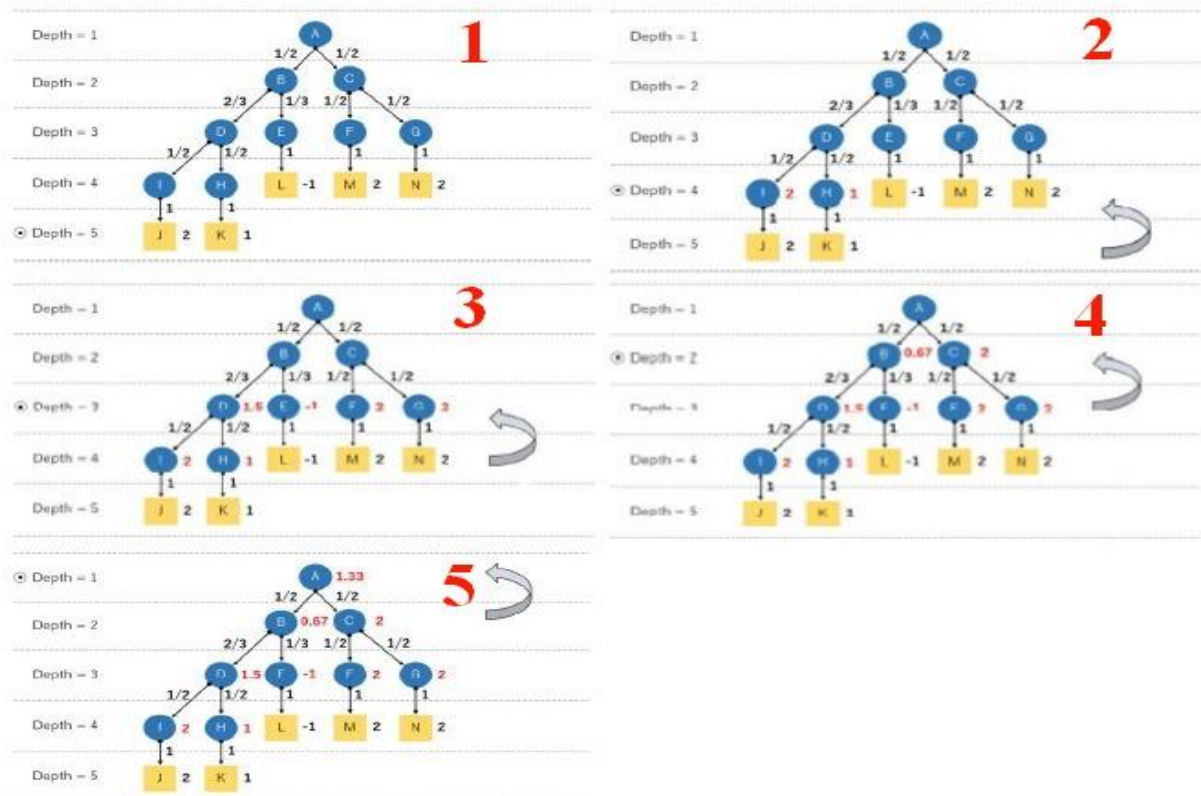 1
Depth = 1 A
1/2 1/2
Depth = 2 B C
2/3 1/3 1/2 1/2
Depth = 3 D E F G
1/2 1/2 1 1 1
Depth = 4 I H L -1 M 2 N 2
1 1
Depth = 5 J 2 K 1
2
Depth = 1 A
1/2 1/2
Depth = 2 B C
2/3 1/3 1/2 1/2
Depth = 3 D E F G
1/2 1/2 1 1 1
Depth = 4 I 2 H 1 L -1 M 2 N 2
1 1
Depth = 5 J 2 K 1
3
Depth = 1 A
1/2 1/2
Depth = 2 B C
2/3 1/3 1/2 1/2
Depth = 3 D 1.5 E -1 F 2 G 2
1/2 1/2 1 1 1
Depth = 4 I 2 H 1 L -1 M 2 N 2
1 1
Depth = 5 J 2 K 1
4
Depth = 1 A
1/2 1/2
Depth = 2 B 0.67 C 2
2/3 1/3 1/2 1/2
Depth = 3 D 1.5 E -1 F 2 G 2
1/2 1/2 1 1 1
Depth = 4 I 2 H 1 L -1 M 2 N 2
1 1
Depth = 5 J 2 K 1
5
Depth = 1 A 1.33
1/2 1/2
Depth = 2 B 0.67 C 2
2/3 1/3 1/2 1/2
Depth = 3 D 1.5 E -1 F 2 G 2
1/2 1/2 1 1 1
Depth = 4 I 2 H 1 L -1 M 2 N 2
1 1
Depth = 5 J 2 K 1